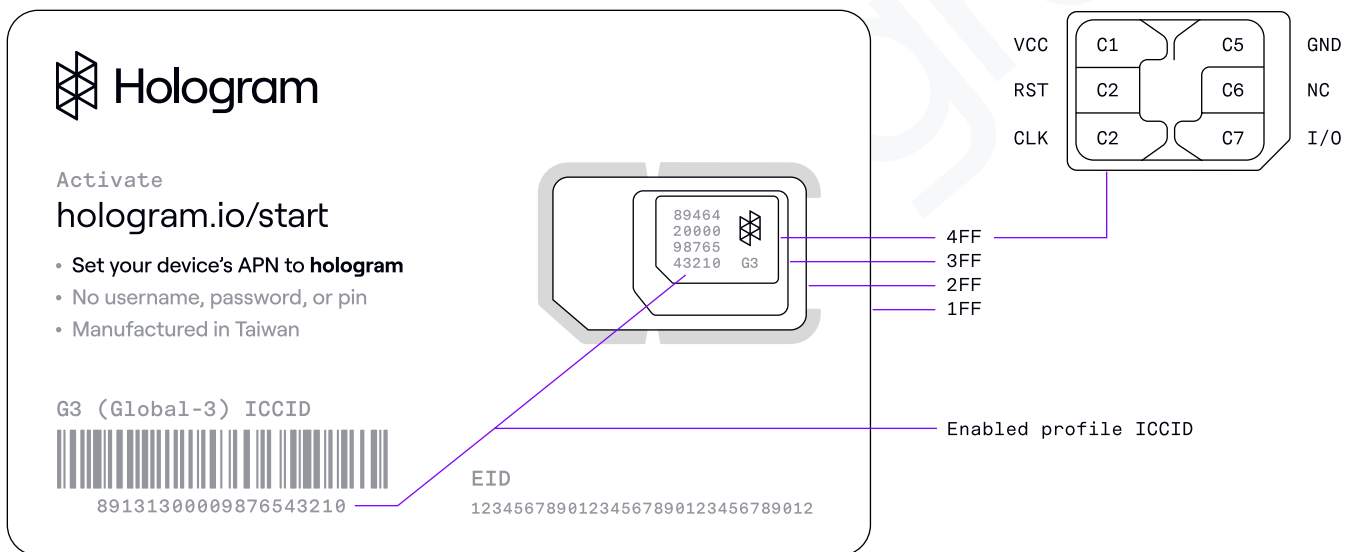 Hologram
Activate
hologram.io/start
• Set your device's APN to hologram
• No username, password, or pin
• Manufactured in Taiwan
G3 (Global-3) ICCID
89131300009876543210
EID
12345678901234567890123456789012
89464
20000
98765
43210 G3
VCC C1 C5 GND
RST C2 C6 NC
CLK C2 C7 I/O
4FF
3FF
2FF
1FF
Enabled profile ICCID